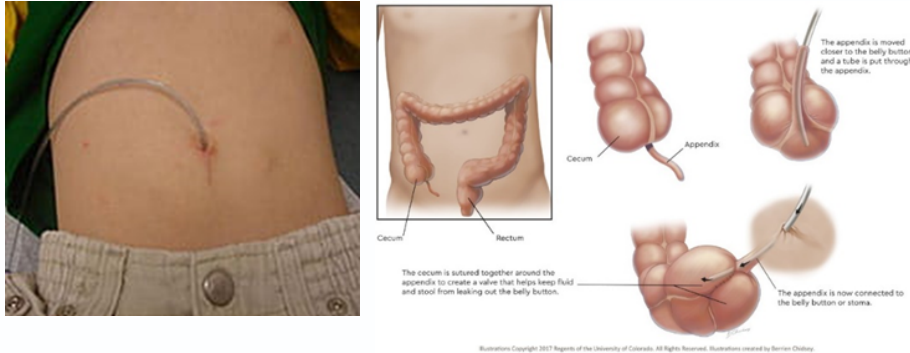 The appendix is moved
closer to the belly button
and a tube is put through
the appendix.
Cecum
Appendix
Cecum
Rectum
The cecum is sutured together around the
appendix to create a valve that helps keep fluid
and stool from leaking out the belly button.
The appendix is now connected to
the belly button or stoma.
Illustrations Copyright 2017 Regents of the University of Colorado. All Rights Reserved. Illustrations created by